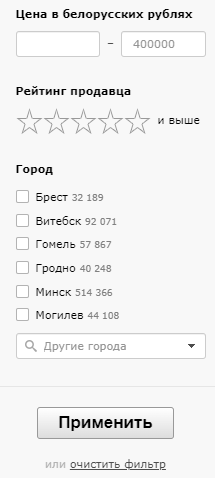 Цена в белорусских рублях
– 400000
Рейтинг продавца
и выше
Город
Брест 32 189
Витебск 92 071
Гомель 57 867
Гродно 40 248
Минск 514 366
Могилев 44 108
Другие города
Применить
или очистить фильтр